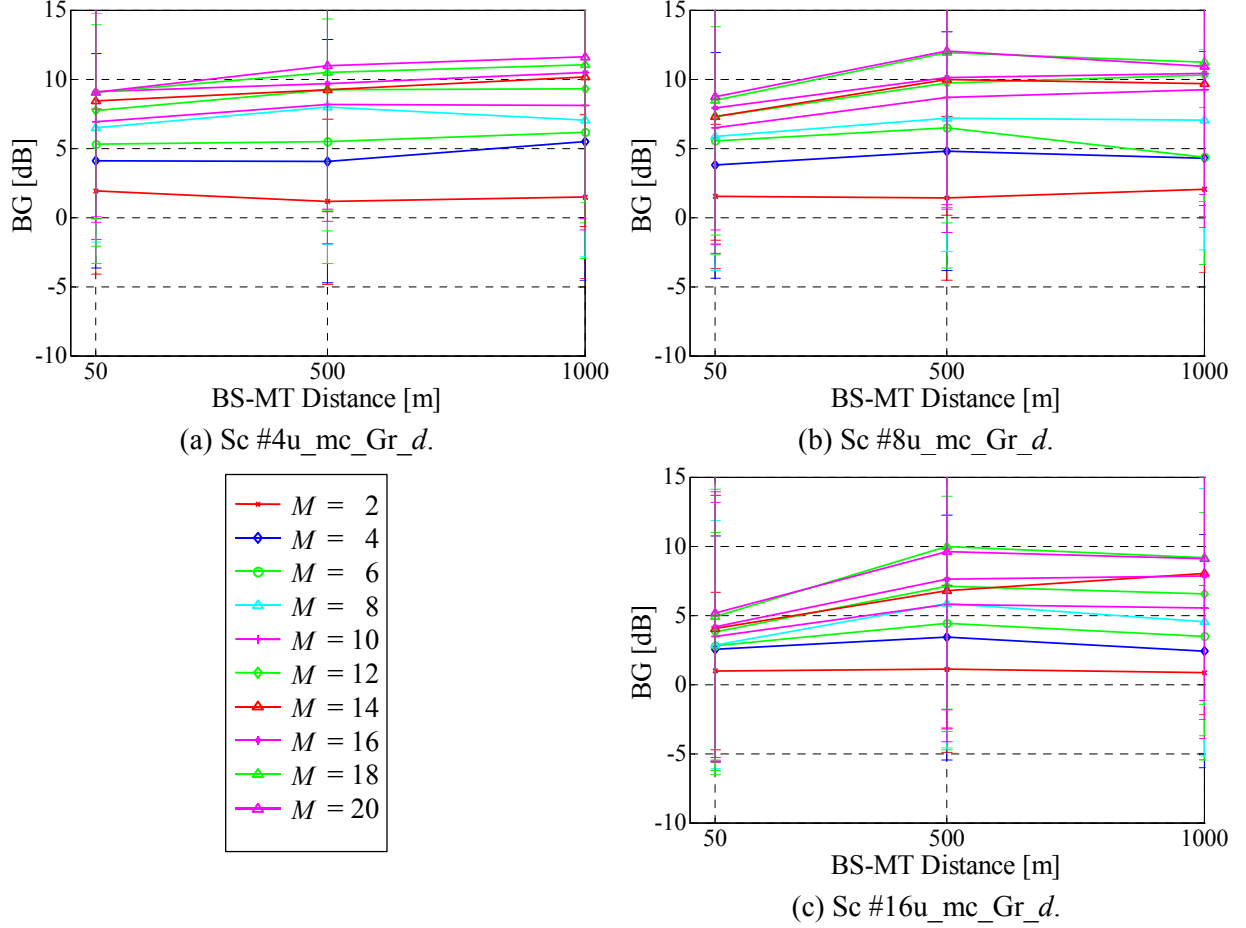 15
10
5
0
-5
-10
BG [dB]
50
500
1000
BS-MT Distance [m]
(a) Sc #4u_mc_Gr_d.
15
10
5
0
-5
-10
BG [dB]
50
500
1000
BS-MT Distance [m]
(b) Sc #8u_mc_Gr_d.
M = 2
M = 4
M = 6
M = 8
M = 10
M = 12
M = 14
M = 16
M = 18
M = 20
15
10
5
0
-5
-10
BG [dB]
50
500
1000
BS-MT Distance [m]
(c) Sc #16u_mc_Gr_d.